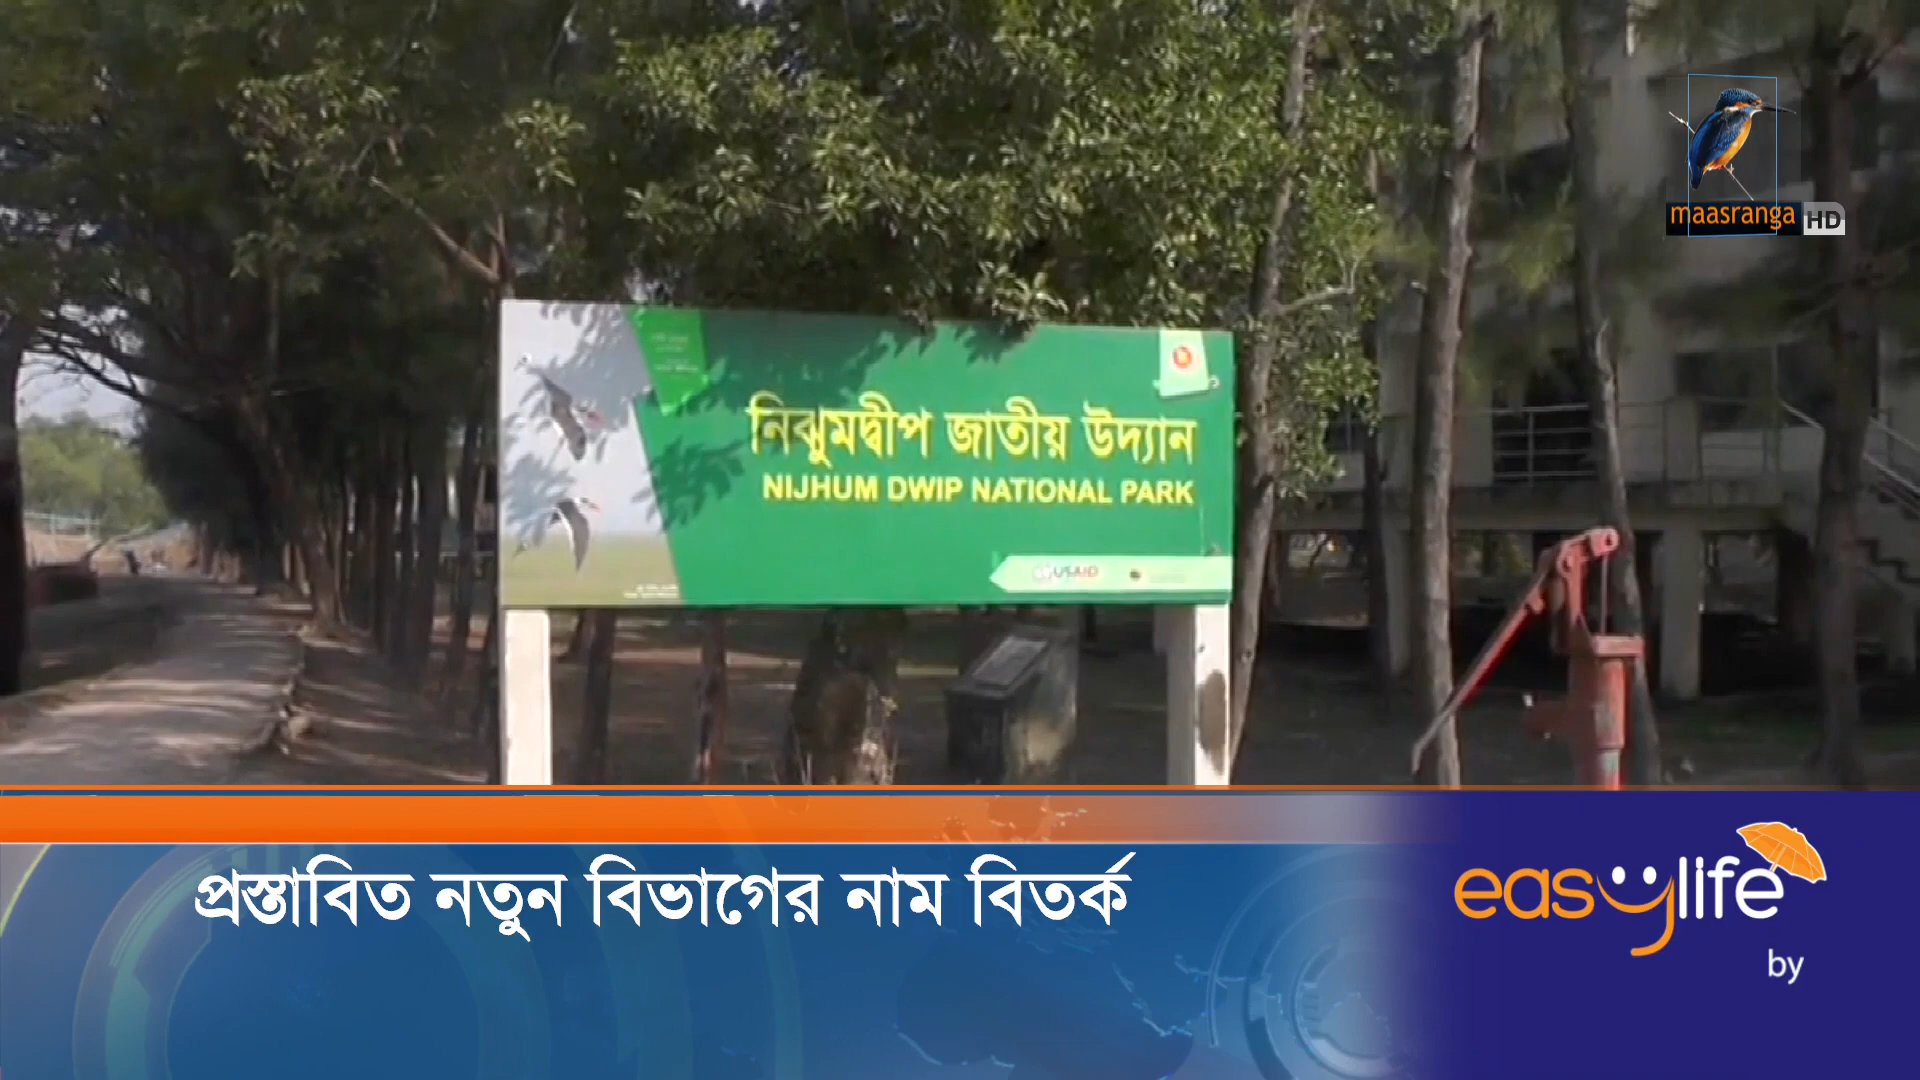 maasranga HD
নিঝুমদ্বীপ জাতীয় উদ্যান
NIJHUM DWIP NATIONAL PARK
USAID
প্রস্তাবিত নতুন বিভাগের নাম বিতর্ক
easylife
by